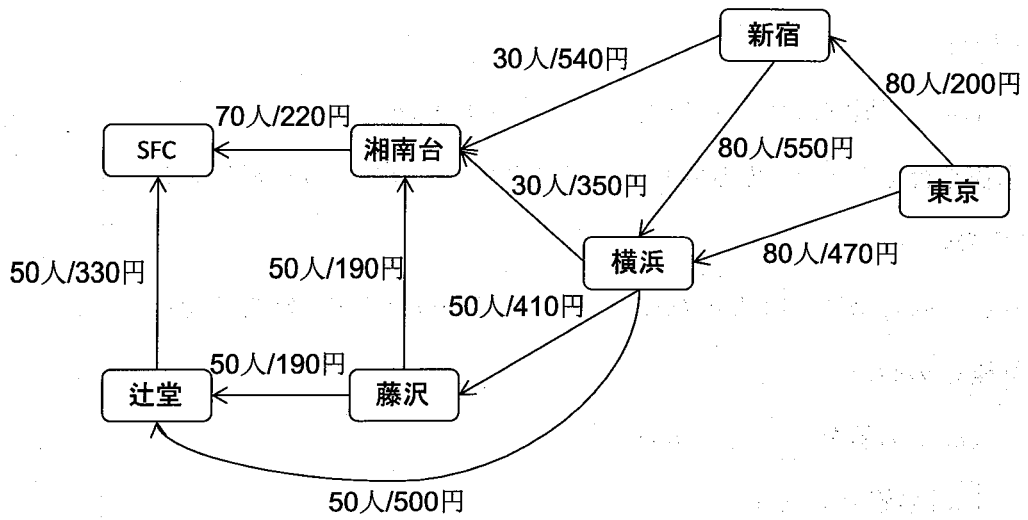 新宿
30人/540円
80人/200円
70人/220円
SFC
湘南台
80人/550円
30人/350円
東京
横浜
80人/470円
50人/330円
50人/190円
50人/410円
50人/190円
辻堂
藤沢
50人/500円